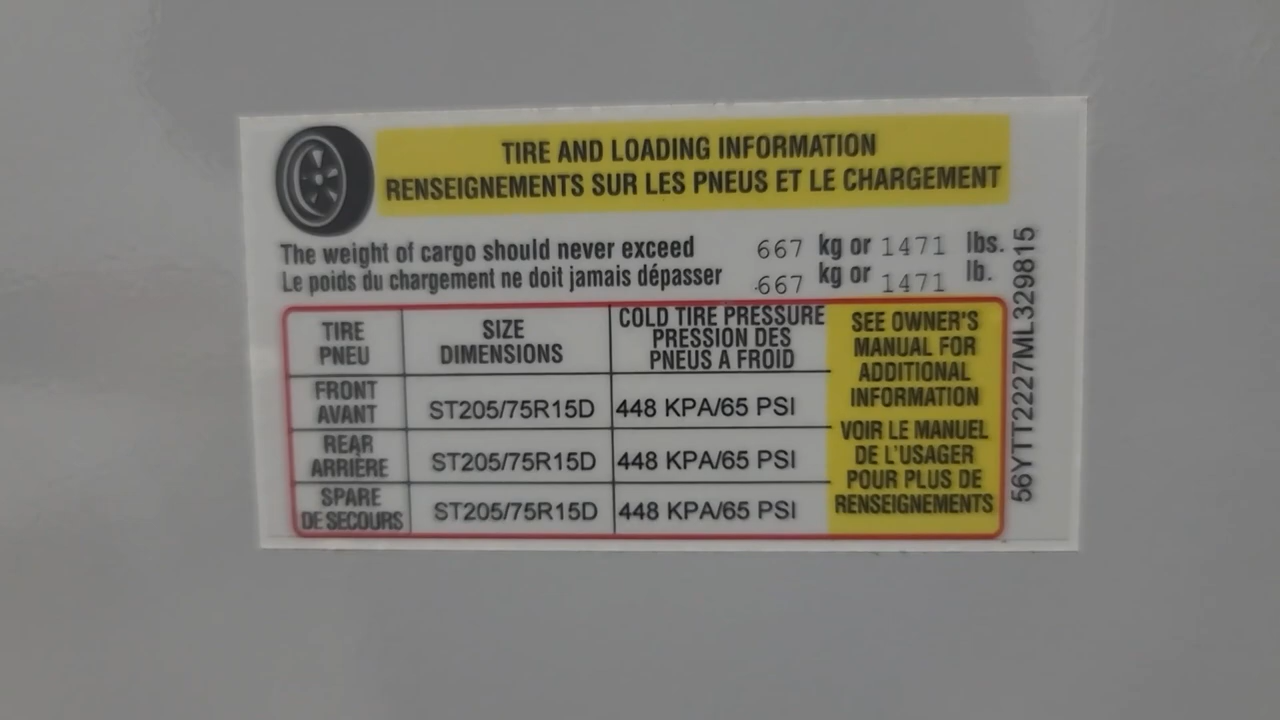 TIRE AND LOADING INFORMATION
RENSEIGNEMENTS SUR LES PNEUS ET LE CHARGEMENT
The weight of cargo should never exceed 667 kg or 1471 lbs.
Le poids du chargement ne doit jamais dépasser 667 kg or 1471 lb.
TIRE
PNEU
SIZE
DIMENSIONS
COLD TIRE PRESSURE
PRESSION DES
PNEUS A FROID
FRONT
AVANT
ST205/75R15D
448 KPA/65 PSI
REAR
ARRIÈRE
ST205/75R15D
448 KPA/65 PSI
SPARE
DE SECOURS
ST205/75R15D
448 KPA/65 PSI
SEE OWNER'S
MANUAL FOR
ADDITIONAL
INFORMATION
VOIR LE MANUEL
DE L'USAGER
POUR PLUS DE
RENSEIGNEMENTS
56YTT2227ML329815